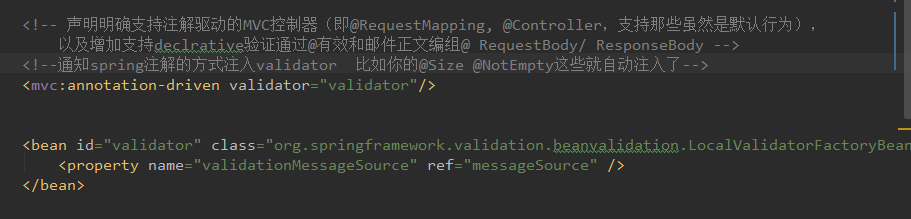 <!-- 声明明确支持注解驱动的MVC控制器（即@RequestMapping, @Controller，支持那些虽然是默认行为），
以及增加支持declrative验证通过@有效和邮件正文编组@ RequestBody/ ResponseBody -->
<!--通知spring注解的方式注入validator  比如你的@Size @NotEmpty这些就自动注入了-->
<mvc:annotation-driven validator="validator"/>
<bean id="validator" class="org.springframework.validation.beanvalidation.LocalValidatorFactoryBean
<property name="validationMessageSource" ref="messageSource" />
</bean>